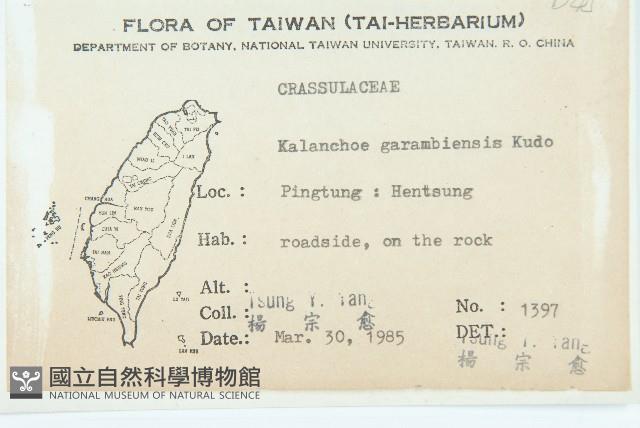 FLORA OF TAIWAN (TAI-HERBARIUM)
DEPARTMENT OF BOTANY, NATIONAL TAIWAN UNIVERSITY, TAIWAN, R. O. CHINA
CRASSULACEAE
Kalanchoe garambiensis Kudo
Loc. : Pingtung : Hentsung
Hab. : roadside, on the rock
Alt. :
Coll. : Tsung Y. Yang
楊 宗 愈
No. : 1397
Date.: Mar. 30, 1985
DET.: Tsung Y. Yang
楊 宗 愈
國立自然科學博物館
NATIONAL MUSEUM OF NATURAL SCIENCE